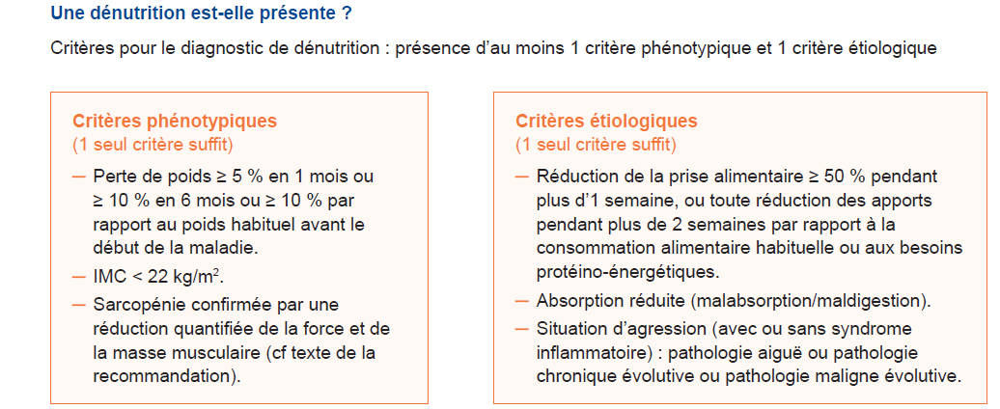 Une dénutrition est-elle présente ?
Critères pour le diagnostic de dénutrition : présence d’au moins 1 critère phénotypique et 1 critère étiologique
Critères phénotypiques
(1 seul critère suffit)
— Perte de poids ≥ 5 % en 1 mois ou
≥ 10 % en 6 mois ou ≥ 10 % par
rapport au poids habituel avant le
début de la maladie.
— IMC < 22 kg/m².
— Sarcopénie confirmée par une
réduction quantifiée de la force et de
la masse musculaire (cf texte de la
recommandation).
Critères étiologiques
(1 seul critère suffit)
— Réduction de la prise alimentaire ≥ 50 % pendant
plus d’1 semaine, ou toute réduction des apports
pendant plus de 2 semaines par rapport à la
consommation alimentaire habituelle ou aux besoins
protéino-énergétiques.
— Absorption réduite (malabsorption/maldigestion).
— Situation d’agression (avec ou sans syndrome
inflammatoire) : pathologie aiguë ou pathologie
chronique évolutive ou pathologie maligne évolutive.